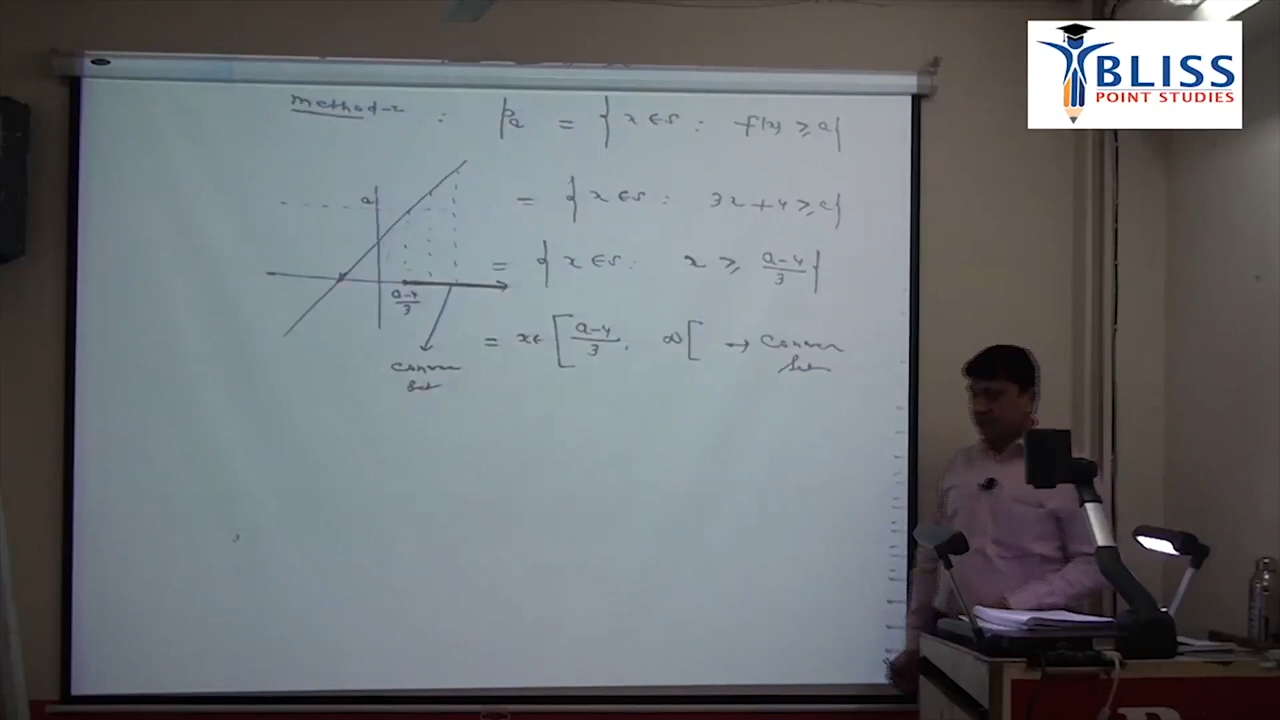 Method-2 : Pa = { x ∈ S : f(x) ≥ a }
= { x ∈ S : 3x + 4 ≥ a }
= { x ∈ S : x ≥ a-4/3 }
= x ∈ [ a-4/3 , ∞ [ → Convex Set
a
a-4/3
Convex
Set
BLISS
POINT STUDIES